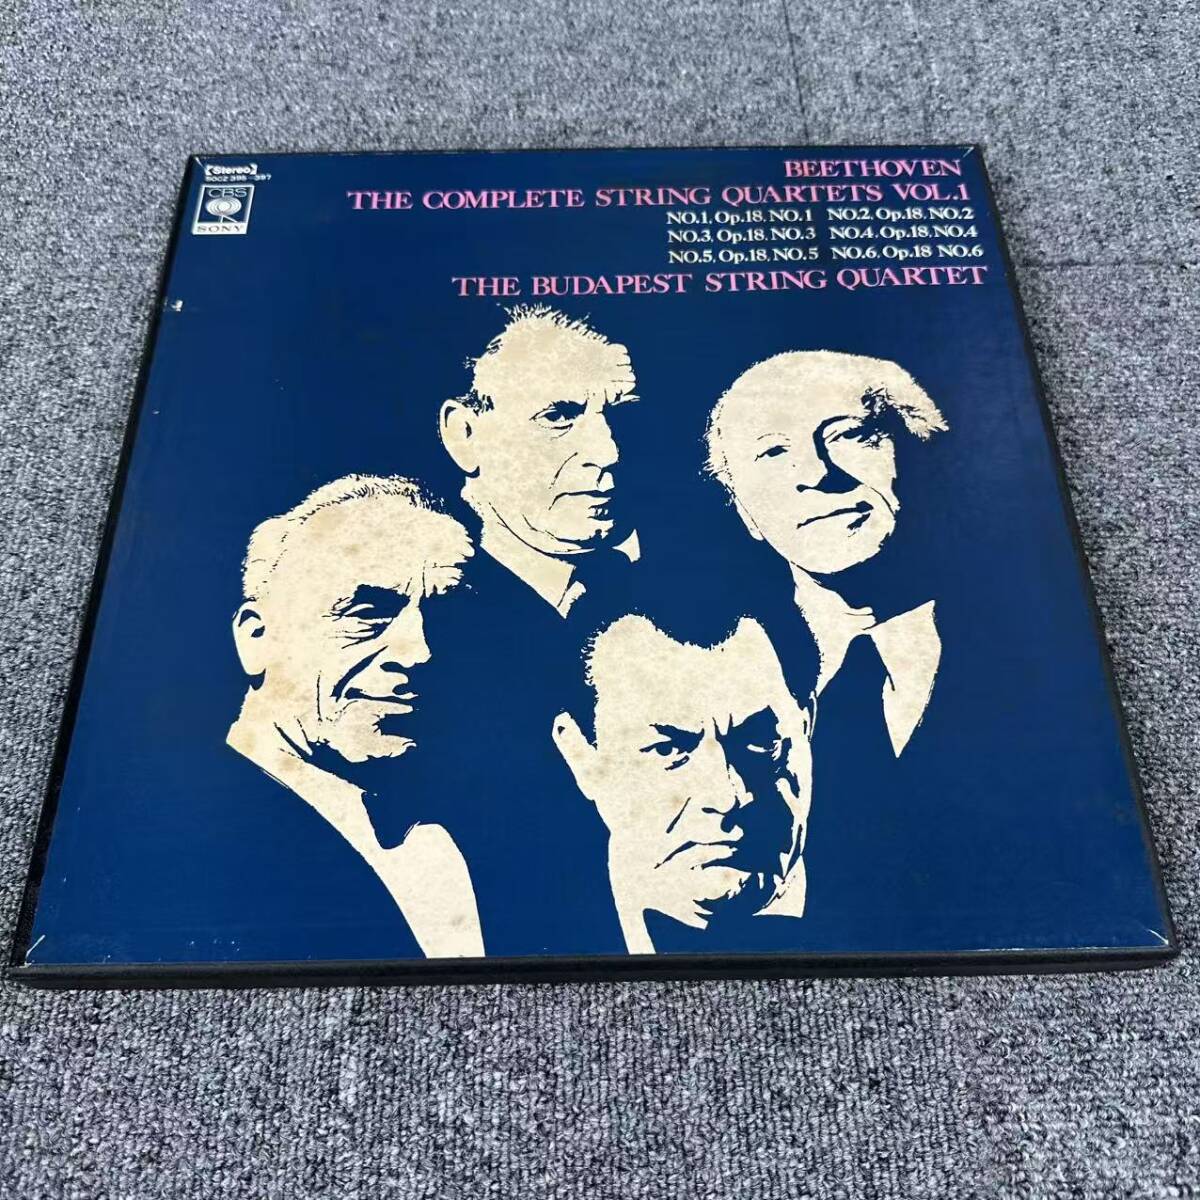 【Stereo】
SOCZ 395-397
CBS
SONY
BEETHOVEN
THE COMPLETE STRING QUARTETS VOL.1
NO.1, Op.18, NO.1 NO.2, Op.18, NO.2
NO.3, Op.18, NO.3 NO.4, Op.18, NO.4
NO.5, Op.18, NO.5 NO.6, Op.18 NO.6
THE BUDAPEST STRING QUARTET